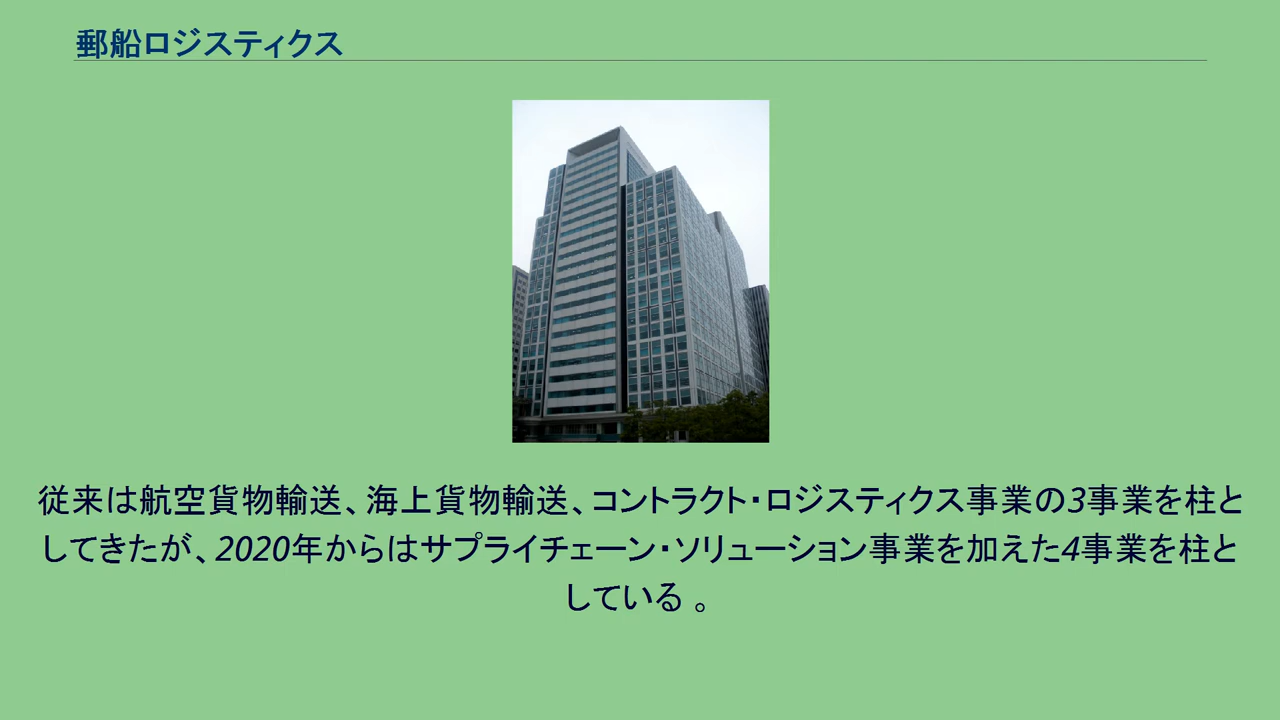 郵船ロジスティクス
従来は航空貨物輸送、海上貨物輸送、コントラクト・ロジスティクス事業の3事業を柱と
してきたが、2020年からはサプライチェーン・ソリューション事業を加えた4事業を柱と
している 。